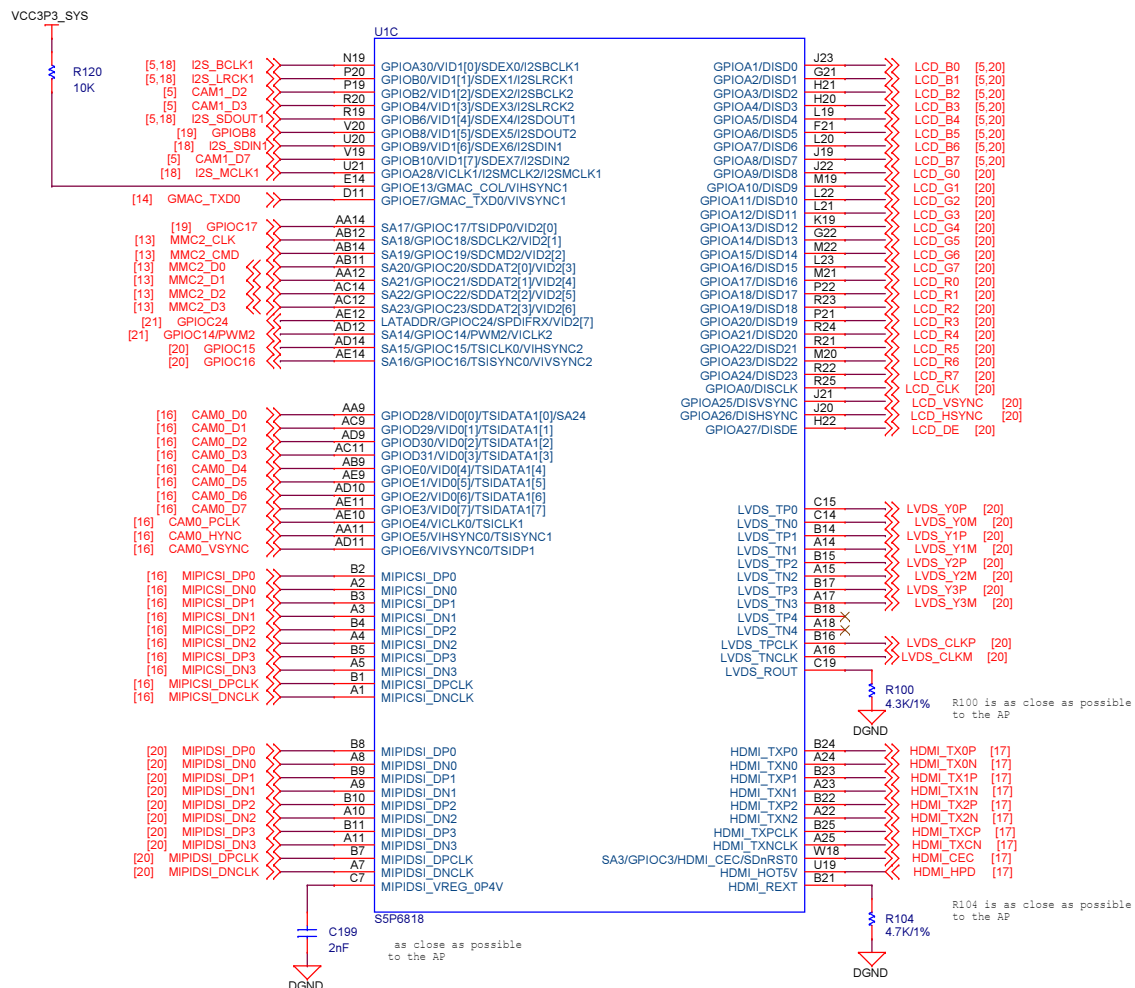 VCC3P3_SYS
R120
10K
U1C
[5,18] I2S_BCLK1 N19 GPIOA30/VID1[0]/SDEX0/I2SBCLK1
[5,18] I2S_LRCK1 P20 GPIOB0/VID1[1]/SDEX1/I2SLRCK1
[5] CAM1_D2 P19 GPIOB2/VID1[2]/SDEX2/I2SBCLK2
[5] CAM1_D3 R20 GPIOB4/VID1[3]/SDEX3/I2SLRCK2
[5,18] I2S_SDOUT1 R19 GPIOB6/VID1[4]/SDEX4/I2SDOUT1
[19] GPIOB8 V20 GPIOB8/VID1[5]/SDEX5/I2SDOUT2
[18] I2S_SDIN1 U20 GPIOB9/VID1[6]/SDEX6/I2SDIN1
[5] CAM1_D7 V19 GPIOB10/VID1[7]/SDEX7/I2SDIN2
[18] I2S_MCLK1 U21 GPIOA28/VICLK1/I2SMCLK2/I2SMCLK1
E14 GPIOE13/GMAC_COL/VIHSYNC1
[14] GMAC_TXD0 D11 GPIOE7/GMAC_TXD0/VIVSYNC1
[19] GPIOC17 AA14 SA17/GPIOC17/TSIDP0/VID2[0]
[13] MMC2_CLK AB12 SA18/GPIOC18/SDCLK2/VID2[1]
[13] MMC2_CMD AB14 SA19/GPIOC19/SDCMD2/VID2[2]
[13] MMC2_D0 AB11 SA20/GPIOC20/SDDAT2[0]/VID2[3]
[13] MMC2_D1 AA12 SA21/GPIOC21/SDDAT2[1]/VID2[4]
[13] MMC2_D2 AC14 SA22/GPIOC22/SDDAT2[2]/VID2[5]
[13] MMC2_D3 AC12 SA23/GPIOC23/SDDAT2[3]/VID2[6]
[21] GPIOC24 AE12 LATADDR/GPIOC24/SPDIFRX/VID2[7]
[21] GPIOC14/PWM2 AD12 SA14/GPIOC14/PWM2/VICLK2
[20] GPIOC15 AD14 SA15/GPIOC15/TSICLK0/VIHSYNC2
[20] GPIOC16 AE14 SA16/GPIOC16/TSISYNC0/VIVSYNC2
[16] CAM0_D0 AA9 GPIOD28/VID0[0]/TSIDATA1[0]/SA24
[16] CAM0_D1 AC9 GPIOD29/VID0[1]/TSIDATA1[1]
[16] CAM0_D2 AD9 GPIOD30/VID0[2]/TSIDATA1[2]
[16] CAM0_D3 AC11 GPIOD31/VID0[3]/TSIDATA1[3]
[16] CAM0_D4 AB9 GPIOE0/VID0[4]/TSIDATA1[4]
[16] CAM0_D5 AE9 GPIOE1/VID0[5]/TSIDATA1[5]
[16] CAM0_D6 AD10 GPIOE2/VID0[6]/TSIDATA1[6]
[16] CAM0_D7 AE11 GPIOE3/VID0[7]/TSIDATA1[7]
[16] CAM0_PCLK AE10 GPIOE4/VICLK0/TSICLK1
[16] CAM0_HYNC AA11 GPIOE5/VIHSYNC0/TSISYNC1
[16] CAM0_VSYNC AD11 GPIOE6/VIVSYNC0/TSIDP1
[16] MIPICSI_DP0 B2 MIPICSI_DP0
[16] MIPICSI_DN0 A2 MIPICSI_DN0
[16] MIPICSI_DP1 B3 MIPICSI_DP1
[16] MIPICSI_DN1 A3 MIPICSI_DN1
[16] MIPICSI_DP2 B4 MIPICSI_DP2
[16] MIPICSI_DN2 A4 MIPICSI_DN2
[16] MIPICSI_DP3 B5 MIPICSI_DP3
[16] MIPICSI_DN3 A5 MIPICSI_DN3
[16] MIPICSI_DPCLK B1 MIPICSI_DPCLK
[16] MIPICSI_DNCLK A1 MIPICSI_DNCLK
[20] MIPIDSI_DP0 B8 MIPIDSI_DP0
[20] MIPIDSI_DN0 A8 MIPIDSI_DN0
[20] MIPIDSI_DP1 B9 MIPIDSI_DP1
[20] MIPIDSI_DN1 A9 MIPIDSI_DN1
[20] MIPIDSI_DP2 B10 MIPIDSI_DP2
[20] MIPIDSI_DN2 A10 MIPIDSI_DN2
[20] MIPIDSI_DP3 B11 MIPIDSI_DP3
[20] MIPIDSI_DN3 A11 MIPIDSI_DN3
[20] MIPIDSI_DPCLK B7 MIPIDSI_DPCLK
[20] MIPIDSI_DNCLK A7 MIPIDSI_DNCLK
C7 MIPIDSI_VREG_0P4V
S5P6818
C199
2nF
as close as possible
to the AP
DGND
GPIOA1/DISD0 J23 LCD_B0 [5,20]
GPIOA2/DISD1 G21 LCD_B1 [5,20]
GPIOA3/DISD2 H21 LCD_B2 [5,20]
GPIOA4/DISD3 H20 LCD_B3 [5,20]
GPIOA5/DISD4 L19 LCD_B4 [5,20]
GPIOA6/DISD5 F21 LCD_B5 [5,20]
GPIOA7/DISD6 L20 LCD_B6 [5,20]
GPIOA8/DISD7 J19 LCD_B7 [5,20]
GPIOA9/DISD8 J22 LCD_G0 [20]
GPIOA10/DISD9 M19 LCD_G1 [20]
GPIOA11/DISD10 L22 LCD_G2 [20]
GPIOA12/DISD11 L21 LCD_G3 [20]
GPIOA13/DISD12 K19 LCD_G4 [20]
GPIOA14/DISD13 G22 LCD_G5 [20]
GPIOA15/DISD14 M22 LCD_G6 [20]
GPIOA16/DISD15 L23 LCD_G7 [20]
GPIOA17/DISD16 M21 LCD_R0 [20]
GPIOA18/DISD17 P22 LCD_R1 [20]
GPIOA19/DISD18 R23 LCD_R2 [20]
GPIOA20/DISD19 P21 LCD_R3 [20]
GPIOA21/DISD20 R24 LCD_R4 [20]
GPIOA22/DISD21 R21 LCD_R5 [20]
GPIOA23/DISD22 M20 LCD_R6 [20]
GPIOA24/DISD23 R22 LCD_R7 [20]
GPIOA0/DISCLK R25 LCD_CLK [20]
GPIOA25/DISVSYNC J21 LCD_VSYNC [20]
GPIOA26/DISHSYNC J20 LCD_HSYNC [20]
GPIOA27/DISDE H22 LCD_DE [20]
LVDS_TP0 C15 LVDS_Y0P [20]
LVDS_TN0 C14 LVDS_Y0M [20]
LVDS_TP1 B14 LVDS_Y1P [20]
LVDS_TN1 A14 LVDS_Y1M [20]
LVDS_TP2 B15 LVDS_Y2P [20]
LVDS_TN2 A15 LVDS_Y2M [20]
LVDS_TP3 B17 LVDS_Y3P [20]
LVDS_TN3 A17 LVDS_Y3M [20]
LVDS_TP4 B18
LVDS_TN4 A18
LVDS_TPCLK B16 LVDS_CLKP [20]
LVDS_TNCLK A16 LVDS_CLKM [20]
LVDS_ROUT C19
R100
4.3K/1%
R100 is as close as possible
to the AP
DGND
HDMI_TXP0 B24 HDMI_TX0P [17]
HDMI_TXN0 A24 HDMI_TX0N [17]
HDMI_TXP1 B23 HDMI_TX1P [17]
HDMI_TXN1 A23 HDMI_TX1N [17]
HDMI_TXP2 B22 HDMI_TX2P [17]
HDMI_TXN2 A22 HDMI_TX2N [17]
HDMI_TXPCLK B25 HDMI_TXCP [17]
HDMI_TXNCLK A25 HDMI_TXCN [17]
SA3/GPIOC3/HDMI_CEC/SDnRST0 W18 HDMI_CEC [17]
HDMI_HOT5V U19 HDMI_HPD [17]
HDMI_REXT B21
R104
4.7K/1%
R104 is as close as possible
to the AP
DGND